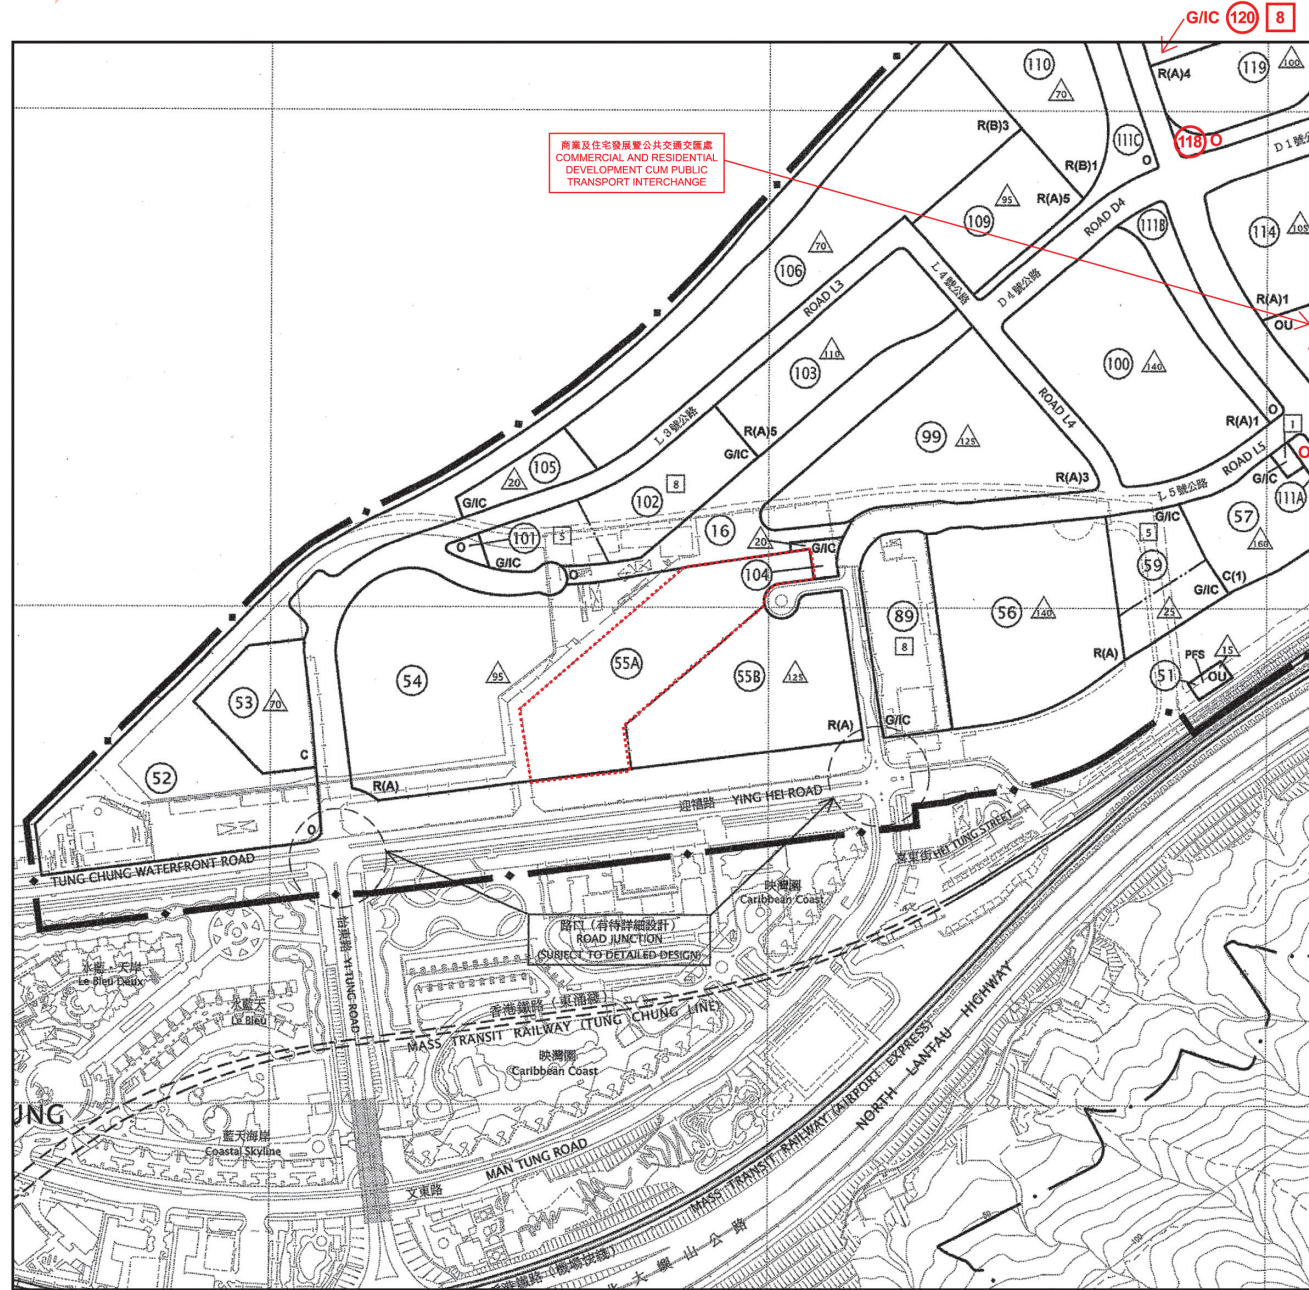 G/IC 120 8
110
70
R(A)4
119
100
R(B)3
111C
O
118 O
D 1 號公
商業及住宅發展暨公共交通交匯處
COMMERCIAL AND RESIDENTIAL
DEVELOPMENT CUM PUBLIC
TRANSPORT INTERCHANGE
R(B)1
R(A)5
95
109
ROAD D4
111B
114
105
70
106
L 4 號公路
D 4 號公路
ROAD L3
R(A)1
OU
110
103
100
140
ROAD L4
L 3 號公路
R(A)5
G/IC
99
125
R(A)1
O
1
O
105
20
G/IC
102
8
R(A)3
ROAD L5
L 5 號公路
G/IC
111A
57
160
16
20
G/IC
G/IC
5
101
5
O
G/IC
O
104
59
C(1)
G/IC
25
89
8
56
140
R(A)
55A
55B
125
54
95
53
70
C
PFS
15
51
OU
R(A)
G/IC
52
R(A)
O
迎禧路 YING HEI ROAD
TUNG CHUNG WATERFRONT ROAD
喜東街 HEI TUNG STREET
映灣園
Caribbean Coast
路口 (有待詳細設計)
ROAD JUNCTION
(SUBJECT TO DETAILED DESIGN)
怡東路 YI TUNG ROAD
水藍．天岸
Le Bleu Deux
水藍天
Le Bleu
香港鐵路 (東涌綫)
MASS TRANSIT RAILWAY (TUNG CHUNG LINE)
映灣園
Caribbean Coast
NORTH LANTAU HIGHWAY
MASS TRANSIT RAILWAY (AIRPORT EXPRESS)
UNG
藍天海岸
Coastal Skyline
MAN TUNG ROAD
文東路
香港鐵路 (機場快綫)
北大嶼山公路
100